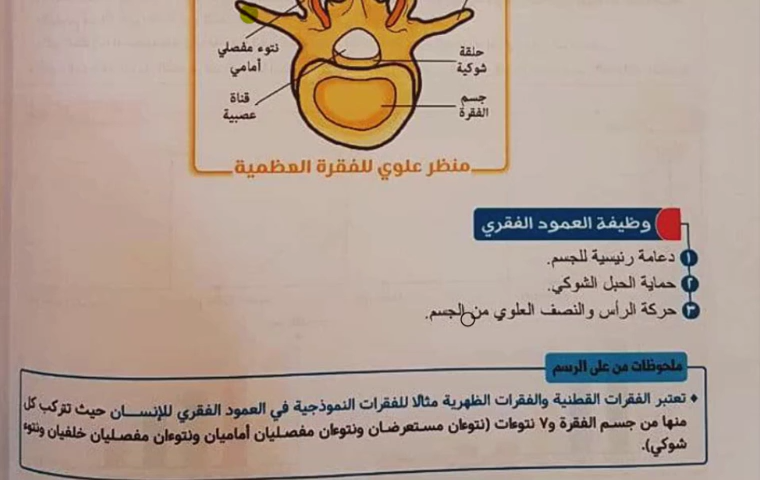 نتوء مفصلي
أمامي
حلقة
شوكية
قناة
عصبية
جسم
الفقرة
منظر علوي للفقرة العظمية
وظيفة العمود الفقري
١ دعامة رئيسية للجسم.
٢ حماية الحبل الشوكي.
٣ حركة الرأس والنصف العلوي من الجسم.
ملحوظات من على الرسم
♦ تعتبر الفقرات القطنية والفقرات الظهرية مثالا للفقرات النموذجية في العمود الفقري للإنسان حيث تتركب كل
منها من جسم الفقرة و٧ نتوءات (نتوءان مستعرضان ونتوءان مفصليان أماميان ونتوءان مفصليان خلفيان ونتوء
شوكي).